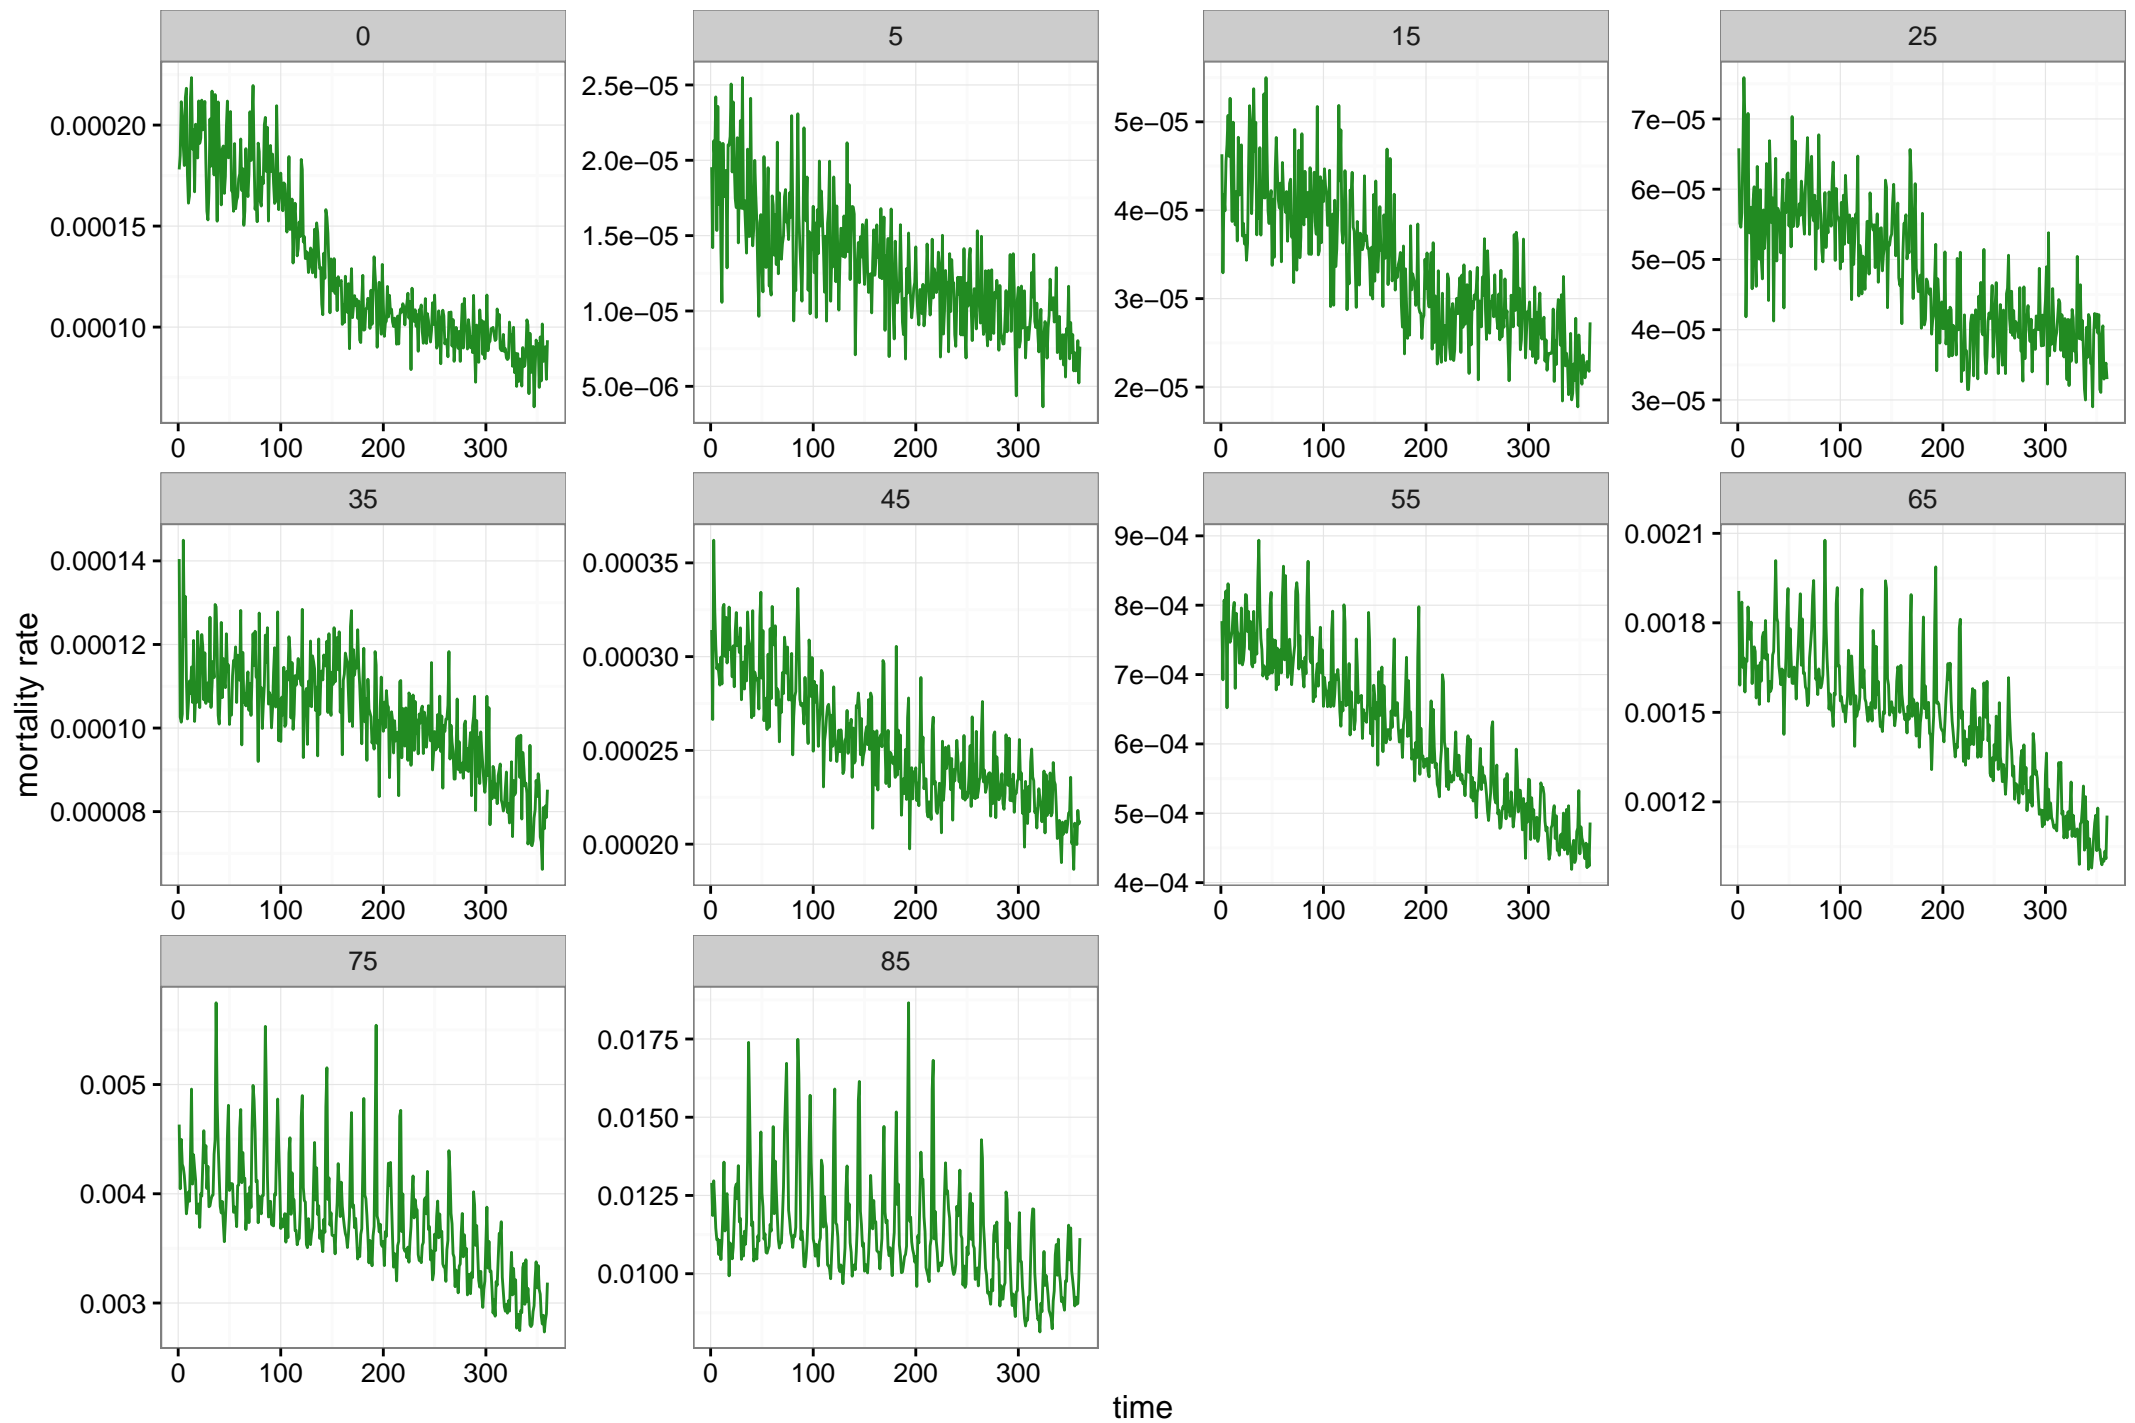 0 5 15 25
0.00020 2.5e−05 5e−05 7e−05
0.00015 2.0e−05 4e−05 6e−05
0.00010 1.5e−05 3e−05 5e−05
1.0e−05 2e−05 4e−05
5.0e−06 3e−05
0 100 200 300 0 100 200 300 0 100 200 300 0 100 200 300
35 45 55 65
0.00014 0.00035 9e−04 0.0021
0.00012 0.00030 8e−04 0.0018
0.00010 0.00025 7e−04 0.0015
0.00008 0.00020 6e−04 0.0012
5e−04
4e−04
0 100 200 300 0 100 200 300 0 100 200 300 0 100 200 300
mortality rate
75 85
0.005 0.0175
0.004 0.0150
0.003 0.0125
0.0100
0 100 200 300 0 100 200 300
time